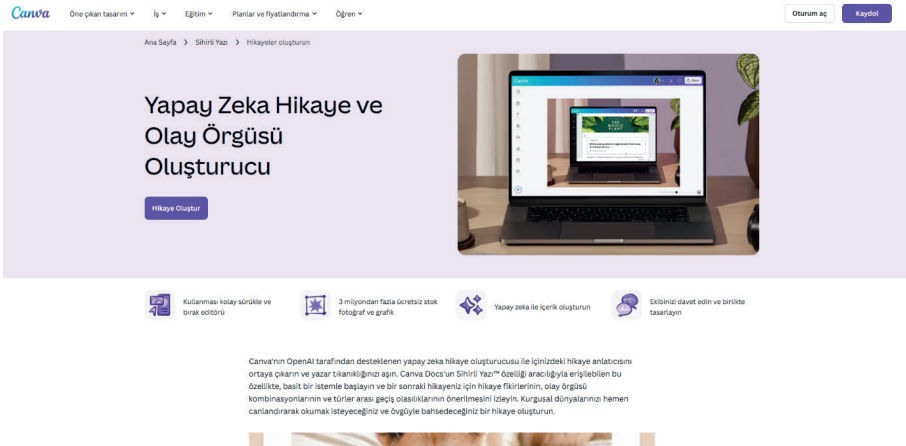 Canva
Öne çıkan tasarım
İş
Eğitim
Planlar ve fiyatlandırma
Öğren
Oturum aç
Kaydol
Ana Sayfa > Sihirli Yazı > Hikayeler oluşturun
Yapay Zeka Hikaye ve
Olay Örgüsü
Oluşturucu
Hikaye Oluştur
Canva
THE
MAGIC
PLANT
Kullanması kolay sürükle ve
bırak editörü
3 milyondan fazla ücretsiz stok
fotoğraf ve grafik
Yapay zeka ile içerik oluşturun
Ekibinizi davet edin ve birlikte
tasarlayın
Canva'nın OpenAI tarafından desteklenen yapay zeka hikaye oluşturucusu ile içinizdeki hikaye anlatıcısını
ortaya çıkarın ve yazar tıkanıklığınızı aşın. Canva Docs'un Sihirli Yazı™ özelliği aracılığıyla erişilebilen bu
özellikte, basit bir istemle başlayın ve bir sonraki hikayeniz için hikaye fikirlerinin, olay örgüsü
kombinasyonlarının ve türler arası geçiş olasılıklarının önerilmesini izleyin. Kurgusal dünyalarınızı hemen
canlandırarak okumak isteyeceğiniz ve övgüyle bahsedeceğiniz bir hikaye oluşturun.